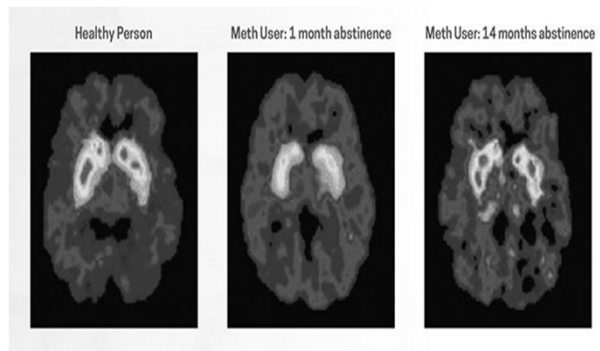 Healthy Person
Meth User: 1 month abstinence
Meth User: 14 months abstinence